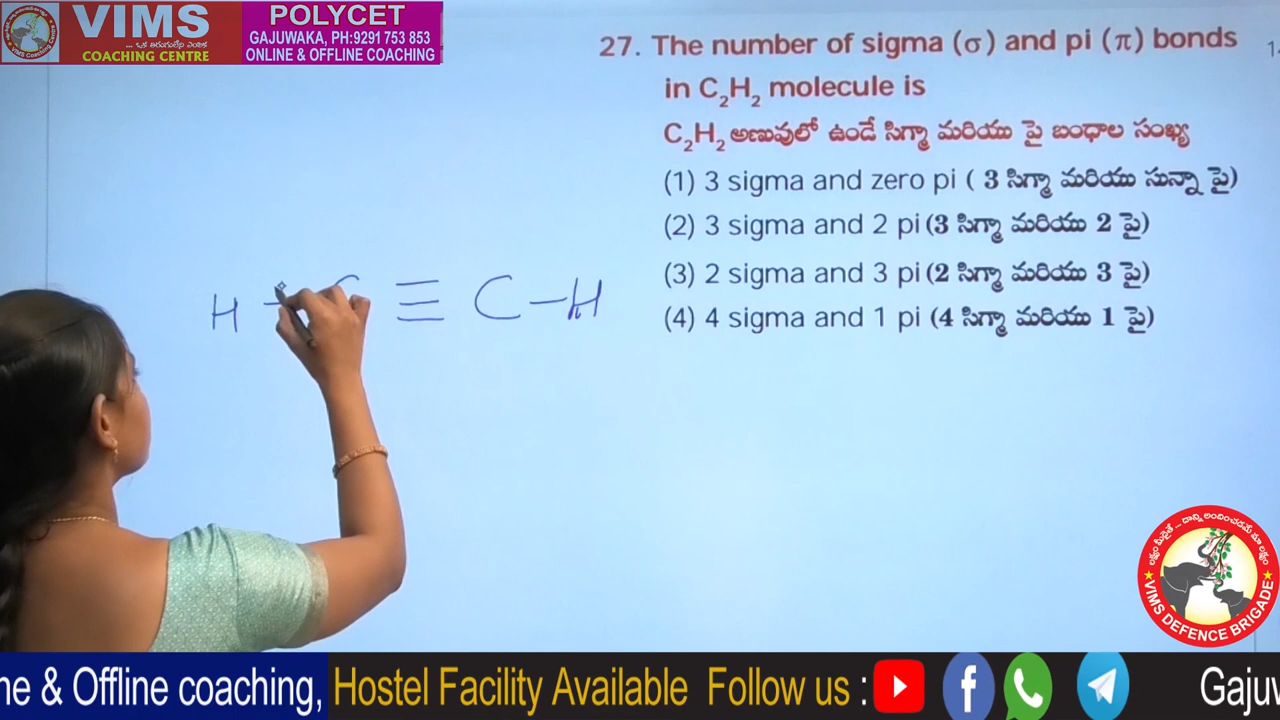 VIMS
... ఒక తిరుగులేని ఎంపిక
COACHING CENTRE
POLYCET
GAJUWAKA, PH:9291 753 853
ONLINE & OFFLINE COACHING
27. The number of sigma (σ) and pi (π) bonds
in C₂H₂ molecule is
C₂H₂ అణువులో ఉండే సిగ్మా మరియు పై బంధాల సంఖ్య
(1) 3 sigma and zero pi ( 3 సిగ్మా మరియు సున్నా పై)
(2) 3 sigma and 2 pi (3 సిగ్మా మరియు 2 పై)
(3) 2 sigma and 3 pi (2 సిగ్మా మరియు 3 పై)
(4) 4 sigma and 1 pi (4 సిగ్మా మరియు 1 పై)
H - C ≡ C - H
VIMS DEFENCE BRIGADE
ne & Offline coaching, Hostel Facility Available Follow us : Gajuw